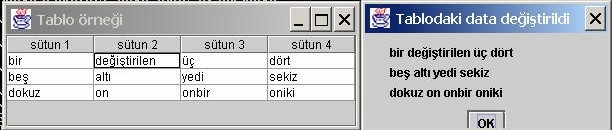 Tablo örneği
sütun 1 sütun 2 sütun 3 sütun 4
bir değiştirilen üç dört
beş altı yedi sekiz
dokuz on onbir oniki
Tablodaki data değiştirildi
bir değiştirilen üç dört
beş altı yedi sekiz
dokuz on onbir oniki
OK